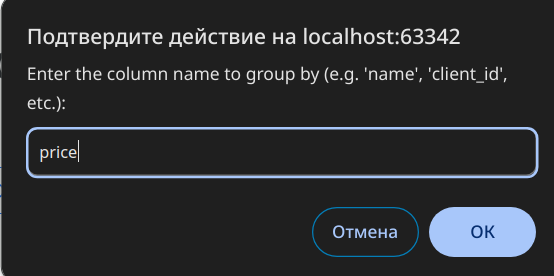 Подтвердите действие на localhost:63342
Enter the column name to group by (e.g. 'name', 'client_id',
etc.):
price
Отмена
OK